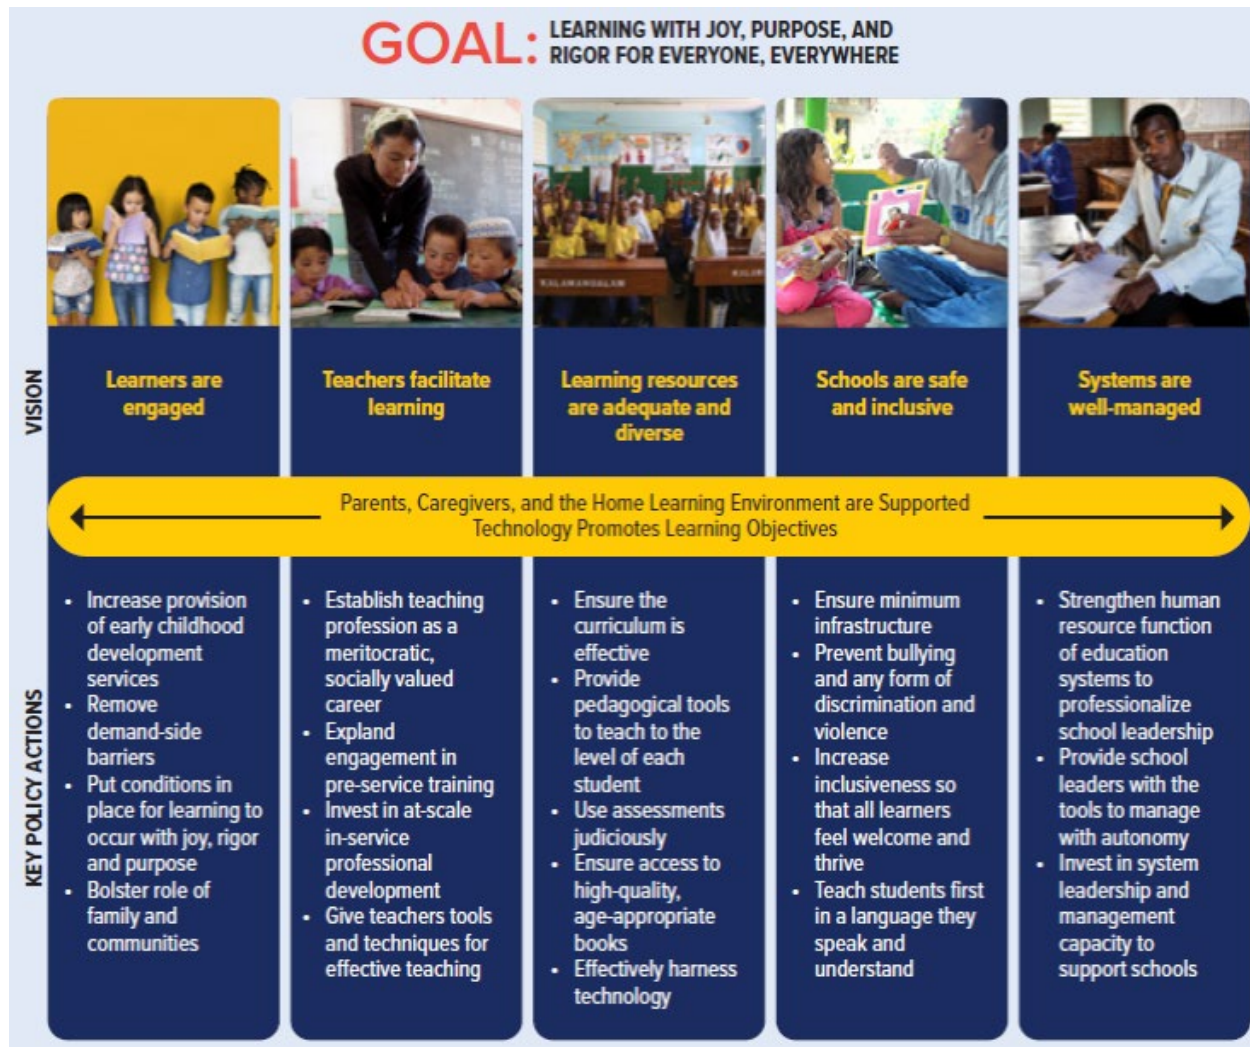 GOAL: LEARNING WITH JOY, PURPOSE, AND
RIGOR FOR EVERYONE, EVERYWHERE
VISION
Learners are
engaged
Teachers facilitate
learning
Learning resources
are adequate and
diverse
Schools are safe
and inclusive
Systems are
well-managed
Parents, Caregivers, and the Home Learning Environment are Supported
Technology Promotes Learning Objectives
KEY POLICY ACTIONS
• Increase provision
of early childhood
development
services
• Remove
demand-side
barriers
• Put conditions in
place for learning to
occur with joy, rigor
and purpose
• Bolster role of
family and
communities
• Establish teaching
profession as a
meritocratic,
socially valued
career
• Expland
engagement in
pre-service training
• Invest in at-scale
in-service
professional
development
• Give teachers tools
and techniques for
effective teaching
• Ensure the
curriculum is
effective
• Provide
pedagogical tools
to teach to the
level of each
student
• Use assessments
judiciously
• Ensure access to
high-quality,
age-appropriate
books
• Effectively harness
technology
• Ensure minimum
infrastructure
• Prevent bullying
and any form of
discrimination and
violence
• Increase
inclusiveness so
that all learners
feel welcome and
thrive
• Teach students first
in a language they
speak and
understand
• Strengthen human
resource function
of education
systems to
professionalize
school leadership
• Provide school
leaders with the
tools to manage
with autonomy
• Invest in system
leadership and
management
capacity to
support schools